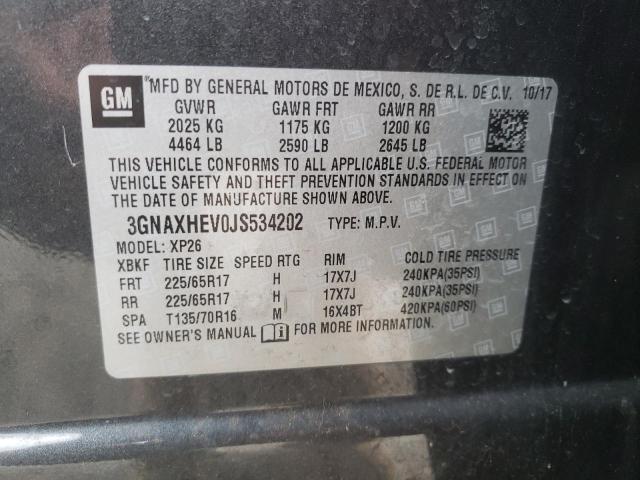 GM
*MFD BY GENERAL MOTORS DE MEXICO, S. DE R.L. DE C.V. 10/17
GVWR GAWR FRT GAWR RR
2025 KG 1175 KG 1200 KG
4464 LB 2590 LB 2645 LB
THIS VEHICLE CONFORMS TO ALL APPLICABLE U.S. FEDERAL MOTOR
VEHICLE SAFETY AND THEFT PREVENTION STANDARDS IN EFFECT ON
THE DATE OF MANUFACTURE SHOWN ABOVE.
3GNAXHEV0JS534202 TYPE: M.P.V.
MODEL: XP26
XBKF TIRE SIZE SPEED RTG RIM COLD TIRE PRESSURE
FRT 225/65R17 H 17X7J 240KPA(35PSI)
RR 225/65R17 H 17X7J 240KPA(35PSI)
SPA T135/70R16 M 16X4BT 420KPA(60PSI)
SEE OWNER'S MANUAL FOR MORE INFORMATION.